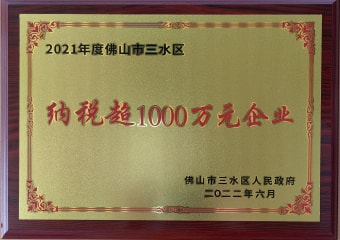 2021年度佛山市三水区
纳税超1000万元企业
佛山市三水区人民政府
二〇二二年六月